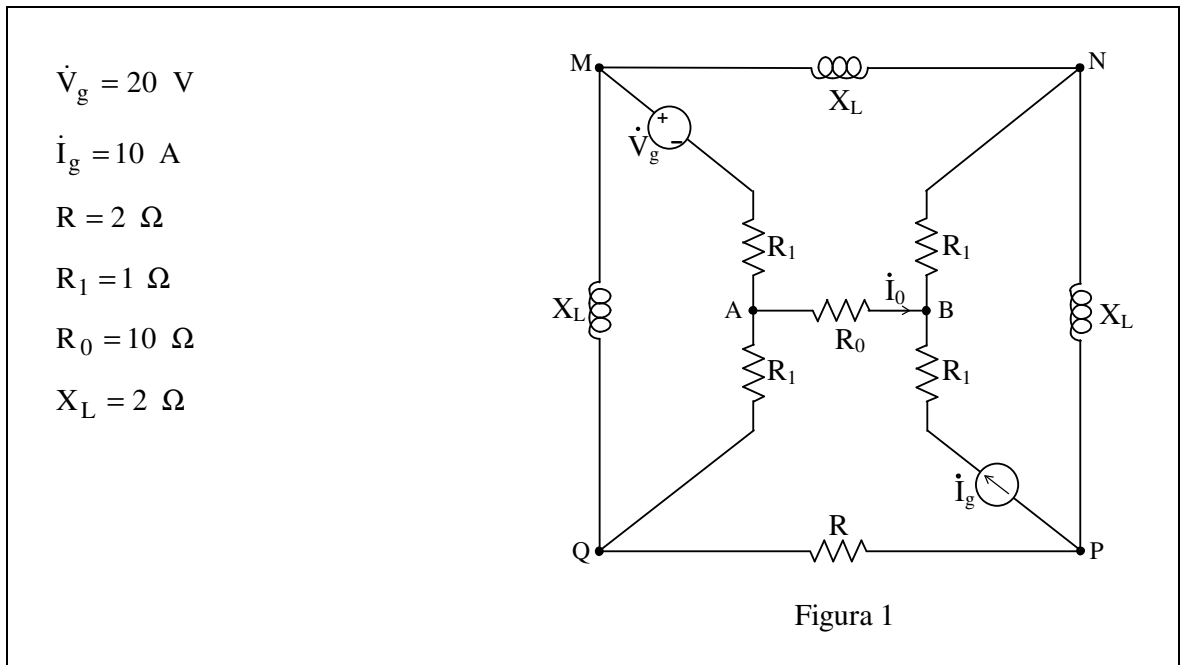 V̇g = 20 V
İg = 10 A
R = 2 Ω
R1 = 1 Ω
R0 = 10 Ω
XL = 2 Ω
M
N
XL
+
V̇g
−
R1
R1
XL
A
İ0
B
XL
R0
R1
R1
İg
R
Q
P
Figura 1